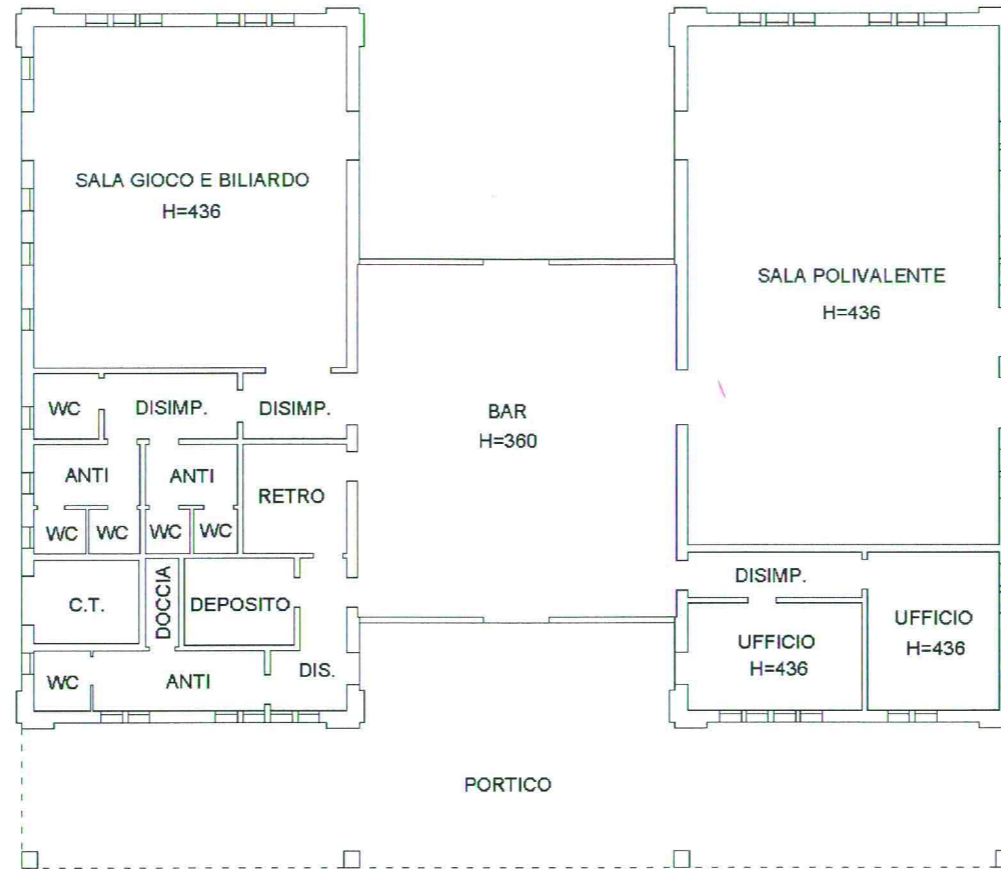 SALA GIOCO E BILIARDO
H=436
SALA POLIVALENTE
H=436
WC
DISIMP.
DISIMP.
BAR
H=360
ANTI
ANTI
RETRO
WC
WC
WC
WC
C.T.
DOCCIA
DEPOSITO
DISIMP.
UFFICIO
H=436
UFFICIO
H=436
WC
ANTI
DIS.
PORTICO